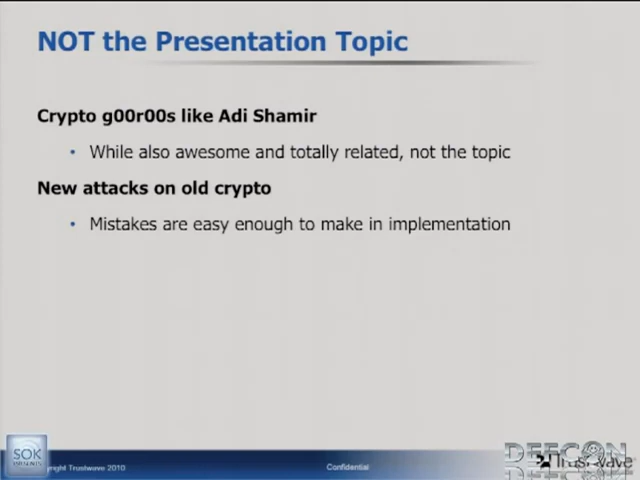 NOT the Presentation Topic
Crypto g00r00s like Adi Shamir
• While also awesome and totally related, not the topic
New attacks on old crypto
• Mistakes are easy enough to make in implementation
SOK
right Trustwave 2010
Confidential
DEFCON
Trustwave